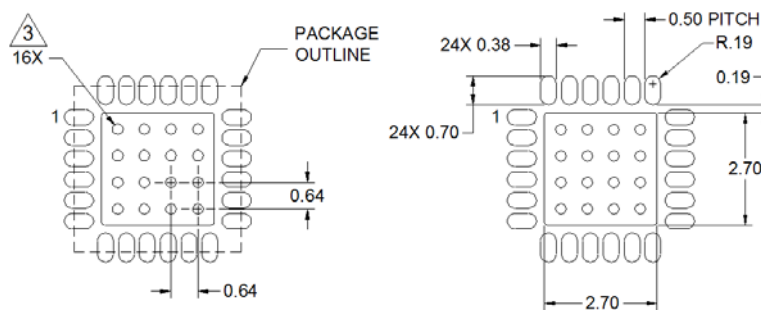 3
16X
PACKAGE
OUTLINE
1
0.64
0.64
24X 0.38
0.50 PITCH
R.19
0.19
24X 0.70
1
2.70
2.70